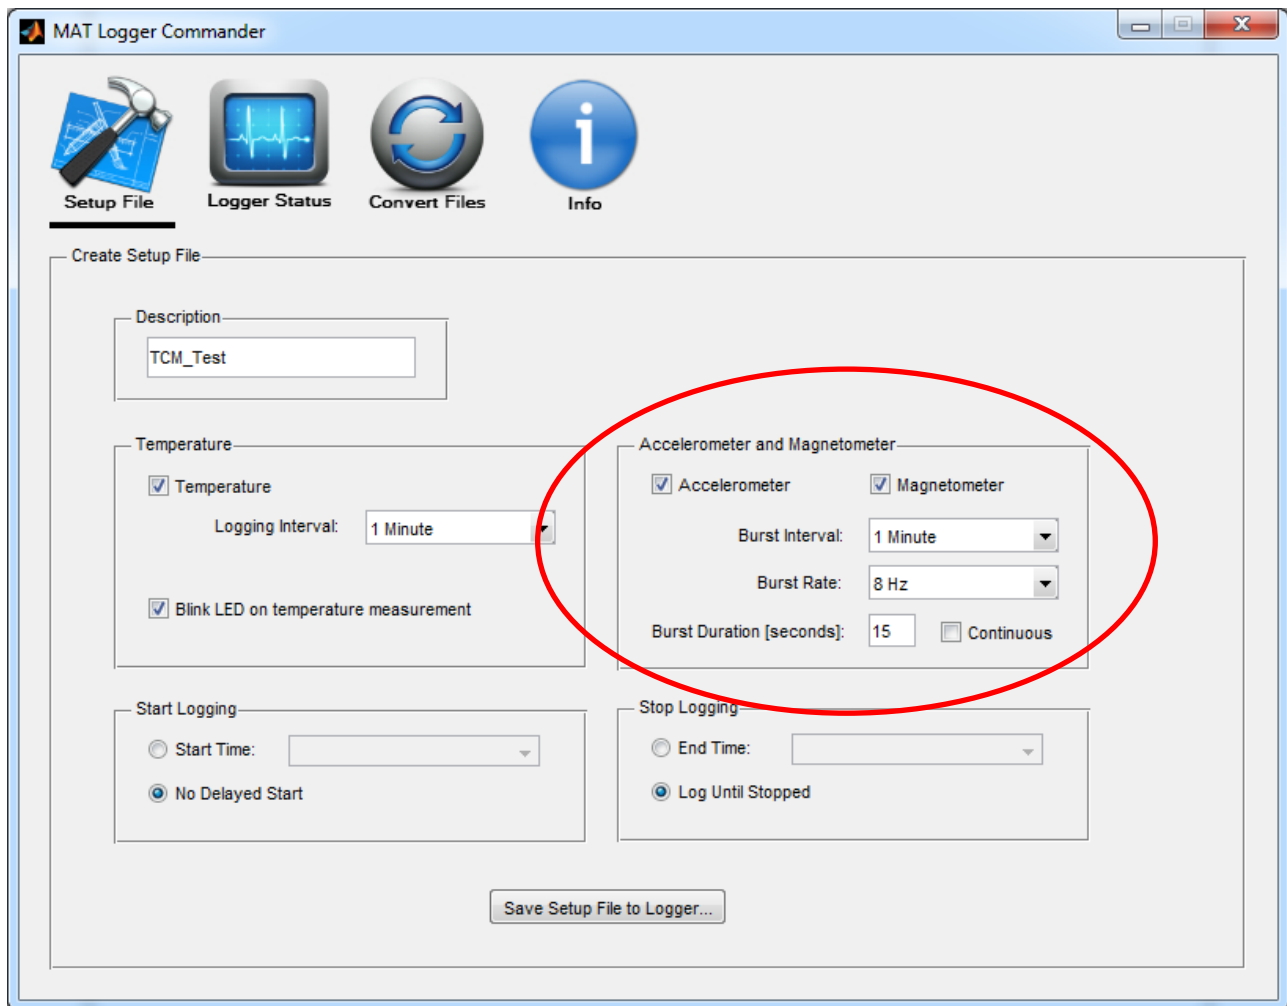 MAT Logger Commander
Setup File
Logger Status
Convert Files
Info
Create Setup File
Description
TCM_Test
Temperature
Temperature
Logging Interval: 1 Minute
Blink LED on temperature measurement
Accelerometer and Magnetometer
Accelerometer Magnetometer
Burst Interval: 1 Minute
Burst Rate: 8 Hz
Burst Duration [seconds]: 15 Continuous
Start Logging
Start Time:
No Delayed Start
Stop Logging
End Time:
Log Until Stopped
Save Setup File to Logger...